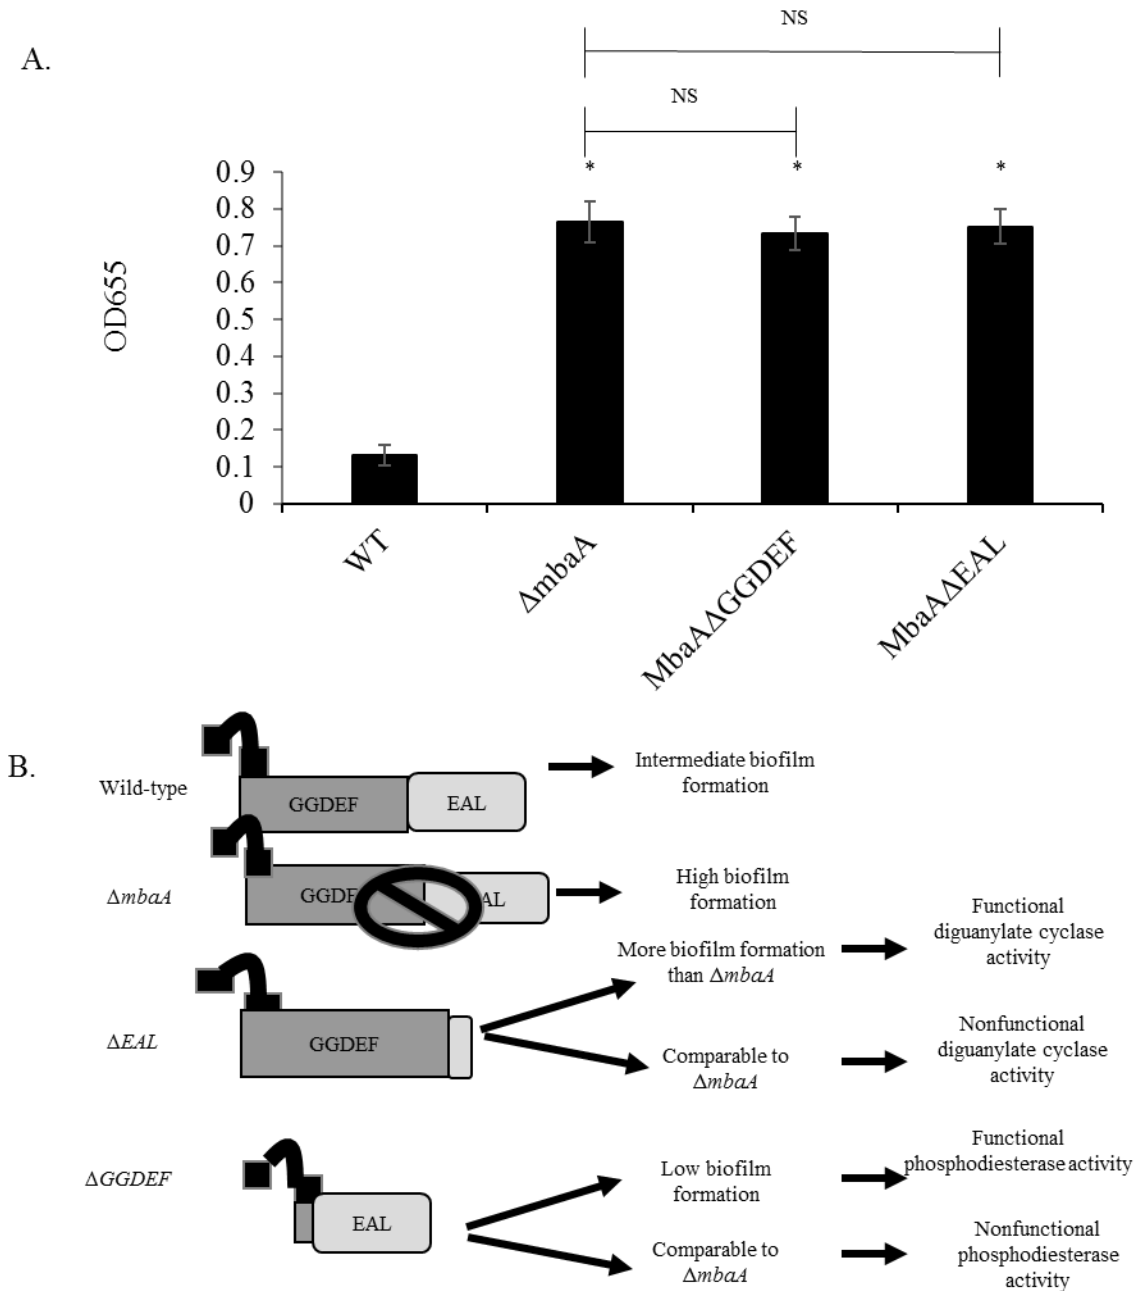 A.
NS
NS
*
*
*
OD655
0.9
0.8
0.7
0.6
0.5
0.4
0.3
0.2
0.1
0
WT
ΔmbaA
MbaAΔGGDEF
MbaAΔEAL
B.
Wild-type
GGDEF
EAL
Intermediate biofilm
formation
ΔmbaA
GGDEF
AL
High biofilm
formation
ΔEAL
GGDEF
More biofilm formation
than ΔmbaA
Functional
diguanylate cyclase
activity
Comparable to
ΔmbaA
Nonfunctional
diguanylate cyclase
activity
ΔGGDEF
EAL
Low biofilm
formation
Functional
phosphodiesterase activity
Comparable to
ΔmbaA
Nonfunctional
phosphodiesterase
activity